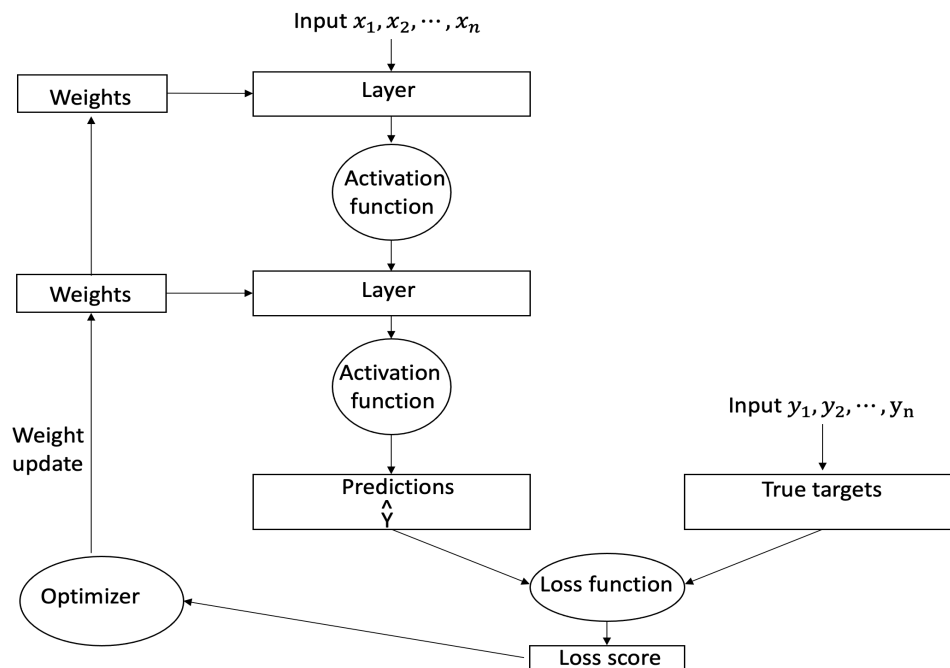 Input x₁, x₂, ⋯, xₙ
Weights
Layer
Activation
function
Weights
Layer
Activation
function
Input y₁, y₂, ⋯, yₙ
Weight
update
Predictions
Ŷ
True targets
Optimizer
Loss function
Loss score